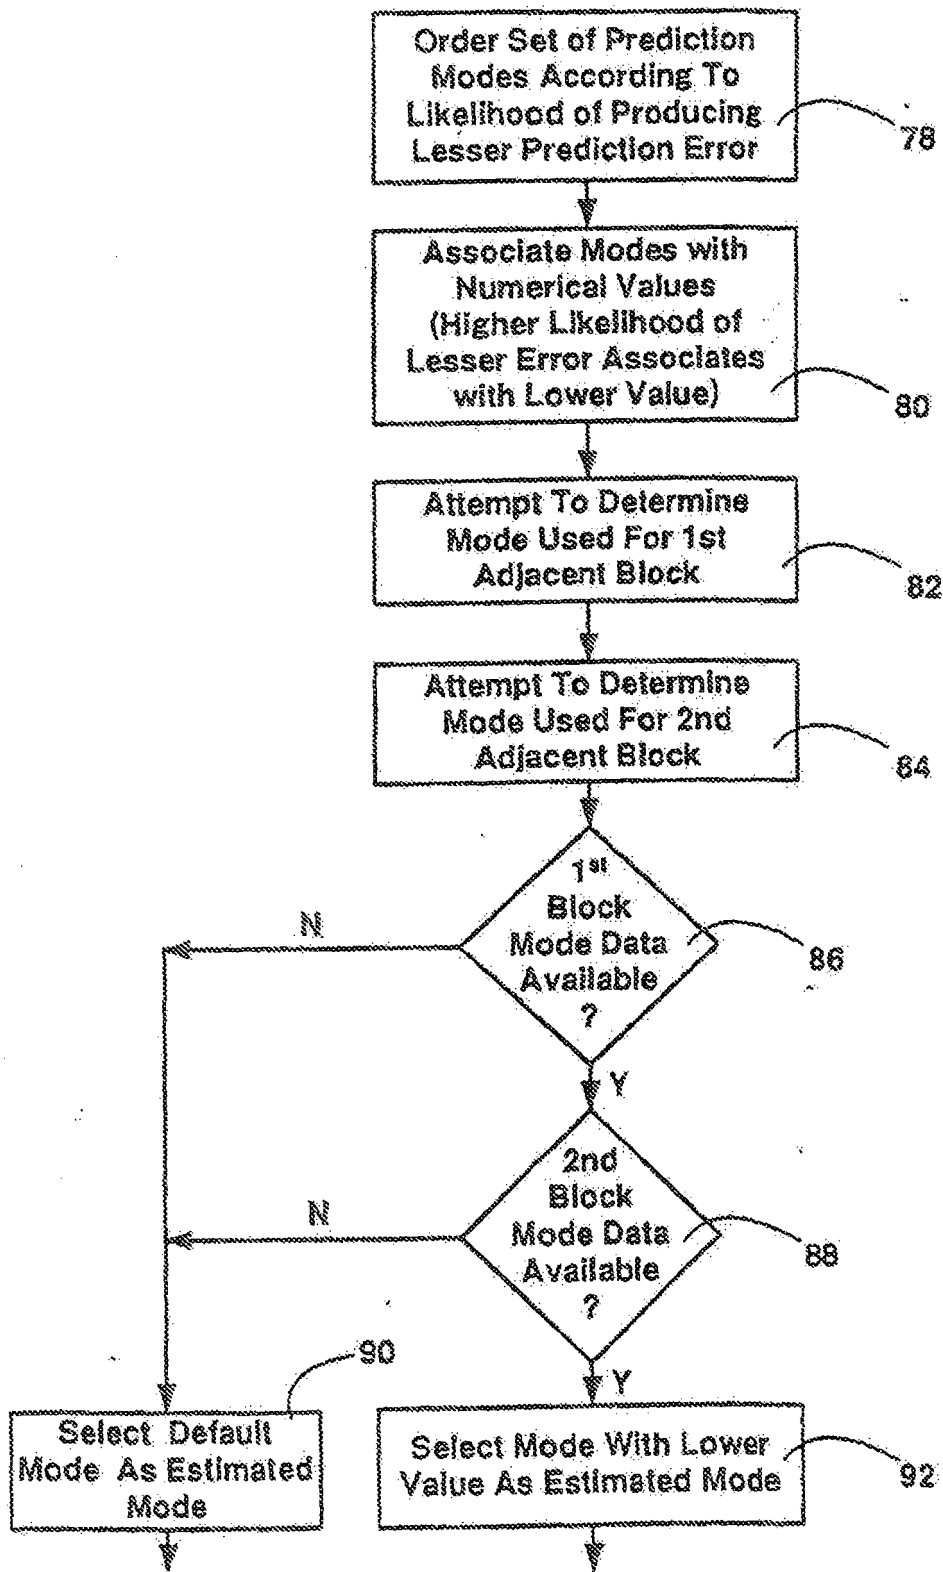 Order Set of Prediction
Modes According To
Likelihood of Producing
Lesser Prediction Error
78
Associate Modes with
Numerical Values
(Higher Likelihood of
Lesser Error Associates
with Lower Value)
80
Attempt To Determine
Mode Used For 1st
Adjacent Block
82
Attempt To Determine
Mode Used For 2nd
Adjacent Block
84
1st
Block
Mode Data
Available
?
86
N
Y
2nd
Block
Mode Data
Available
?
88
N
Y
90
Select Default
Mode As Estimated
Mode
Select Mode With Lower
Value As Estimated Mode
92